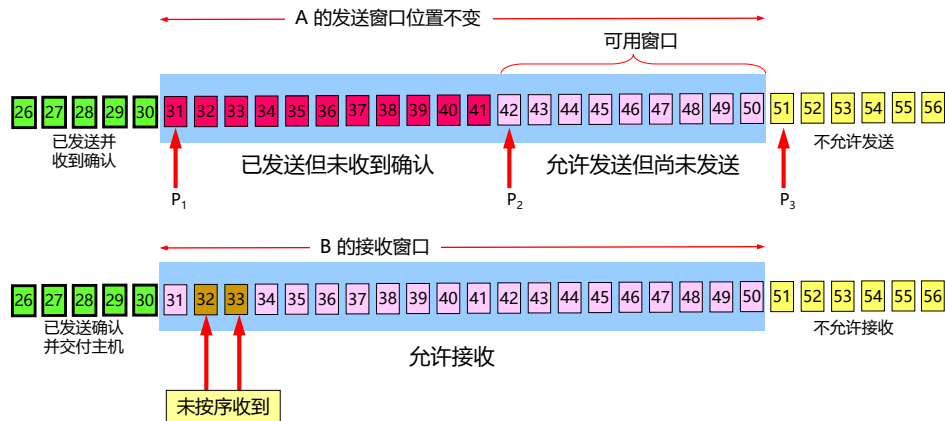 A 的发送窗口位置不变
可用窗口
26 27 28 29 30 31 32 33 34 35 36 37 38 39 40 41 42 43 44 45 46 47 48 49 50 51 52 53 54 55 56
已发送并
收到确认
已发送但未收到确认
允许发送但尚未发送
不允许发送
P1
P2
P3
B 的接收窗口
26 27 28 29 30 31 32 33 34 35 36 37 38 39 40 41 42 43 44 45 46 47 48 49 50 51 52 53 54 55 56
已发送确认
并交付主机
允许接收
不允许接收
未按序收到